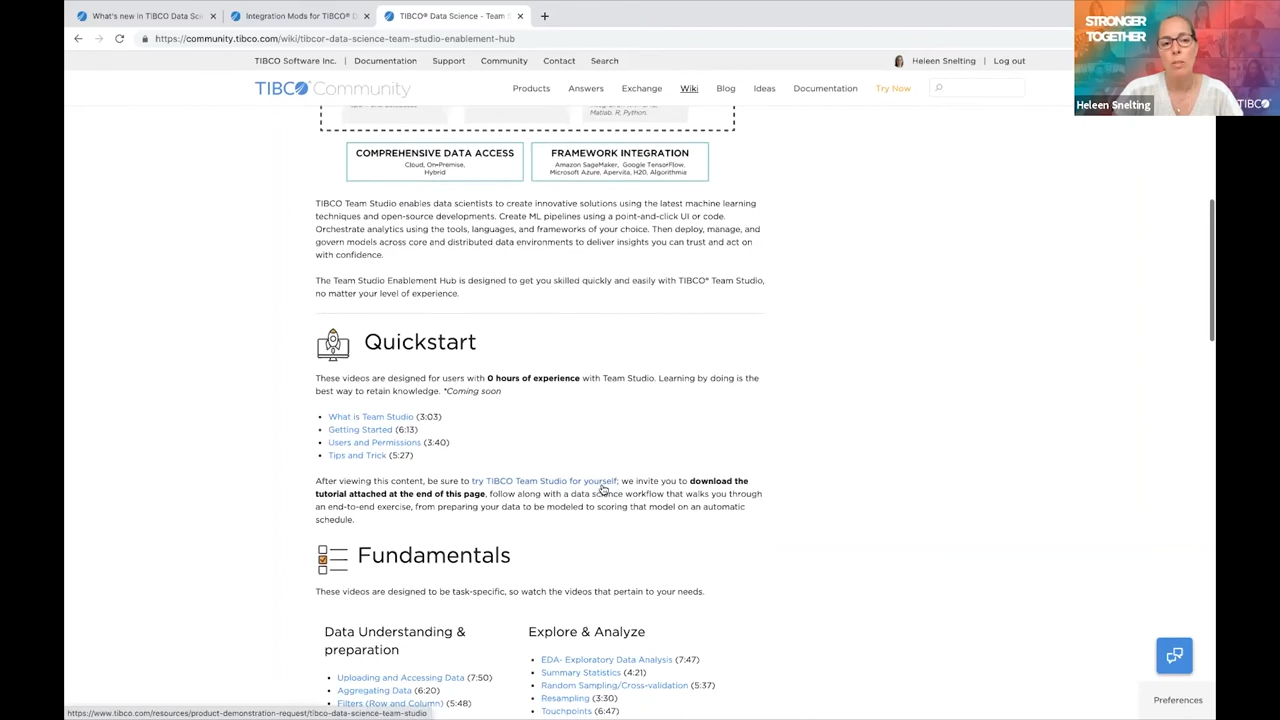 What's new in TIBCO Data Scie
Integration Mods for TIBCO® D
TIBCO® Data Science - Team S
https://community.tibco.com/wiki/tibcor-data-science-team-studio-enablement-hub
STRONGER
TOGETHER
Heleen Snelting
TIBCO
TIBCO Software Inc. | Documentation Support Community Contact Search
Heleen Snelting | Log out
TIBCO Community
Products Answers Exchange Wiki Blog Ideas Documentation Try Now
Matlab, R, Python.
COMPREHENSIVE DATA ACCESS
Cloud, On-Premise,
Hybrid
FRAMEWORK INTEGRATION
Amazon SageMaker, Google TensorFlow,
Microsoft Azure, Apervita, H2O, Algorithmia
TIBCO Team Studio enables data scientists to create innovative solutions using the latest machine learning
techniques and open-source developments. Create ML pipelines using a point-and-click UI or code.
Orchestrate analytics using the tools, languages, and frameworks of your choice. Then deploy, manage, and
govern models across core and distributed data environments to deliver insights you can trust and act on
with confidence.
The Team Studio Enablement Hub is designed to get you skilled quickly and easily with TIBCO® Team Studio,
no matter your level of experience.
Quickstart
These videos are designed for users with 0 hours of experience with Team Studio. Learning by doing is the
best way to retain knowledge. *Coming soon
• What is Team Studio (3:03)
• Getting Started (6:13)
• Users and Permissions (3:40)
• Tips and Trick (5:27)
After viewing this content, be sure to try TIBCO Team Studio for yourself; we invite you to download the
tutorial attached at the end of this page, follow along with a data science workflow that walks you through
an end-to-end exercise, from preparing your data to be modeled to scoring that model on an automatic
schedule.
Fundamentals
These videos are designed to be task-specific, so watch the videos that pertain to your needs.
Data Understanding &
preparation
• Uploading and Accessing Data (7:50)
• Aggregating Data (6:20)
• Filters (Row and Column) (5:48)
Explore & Analyze
• EDA- Exploratory Data Analysis (7:47)
• Summary Statistics (4:21)
• Random Sampling/Cross-validation (5:37)
• Resampling (3:30)
• Touchpoints (6:47)
Preferences
https://www.tibco.com/resources/product-demonstration-request/tibco-data-science-team-studio